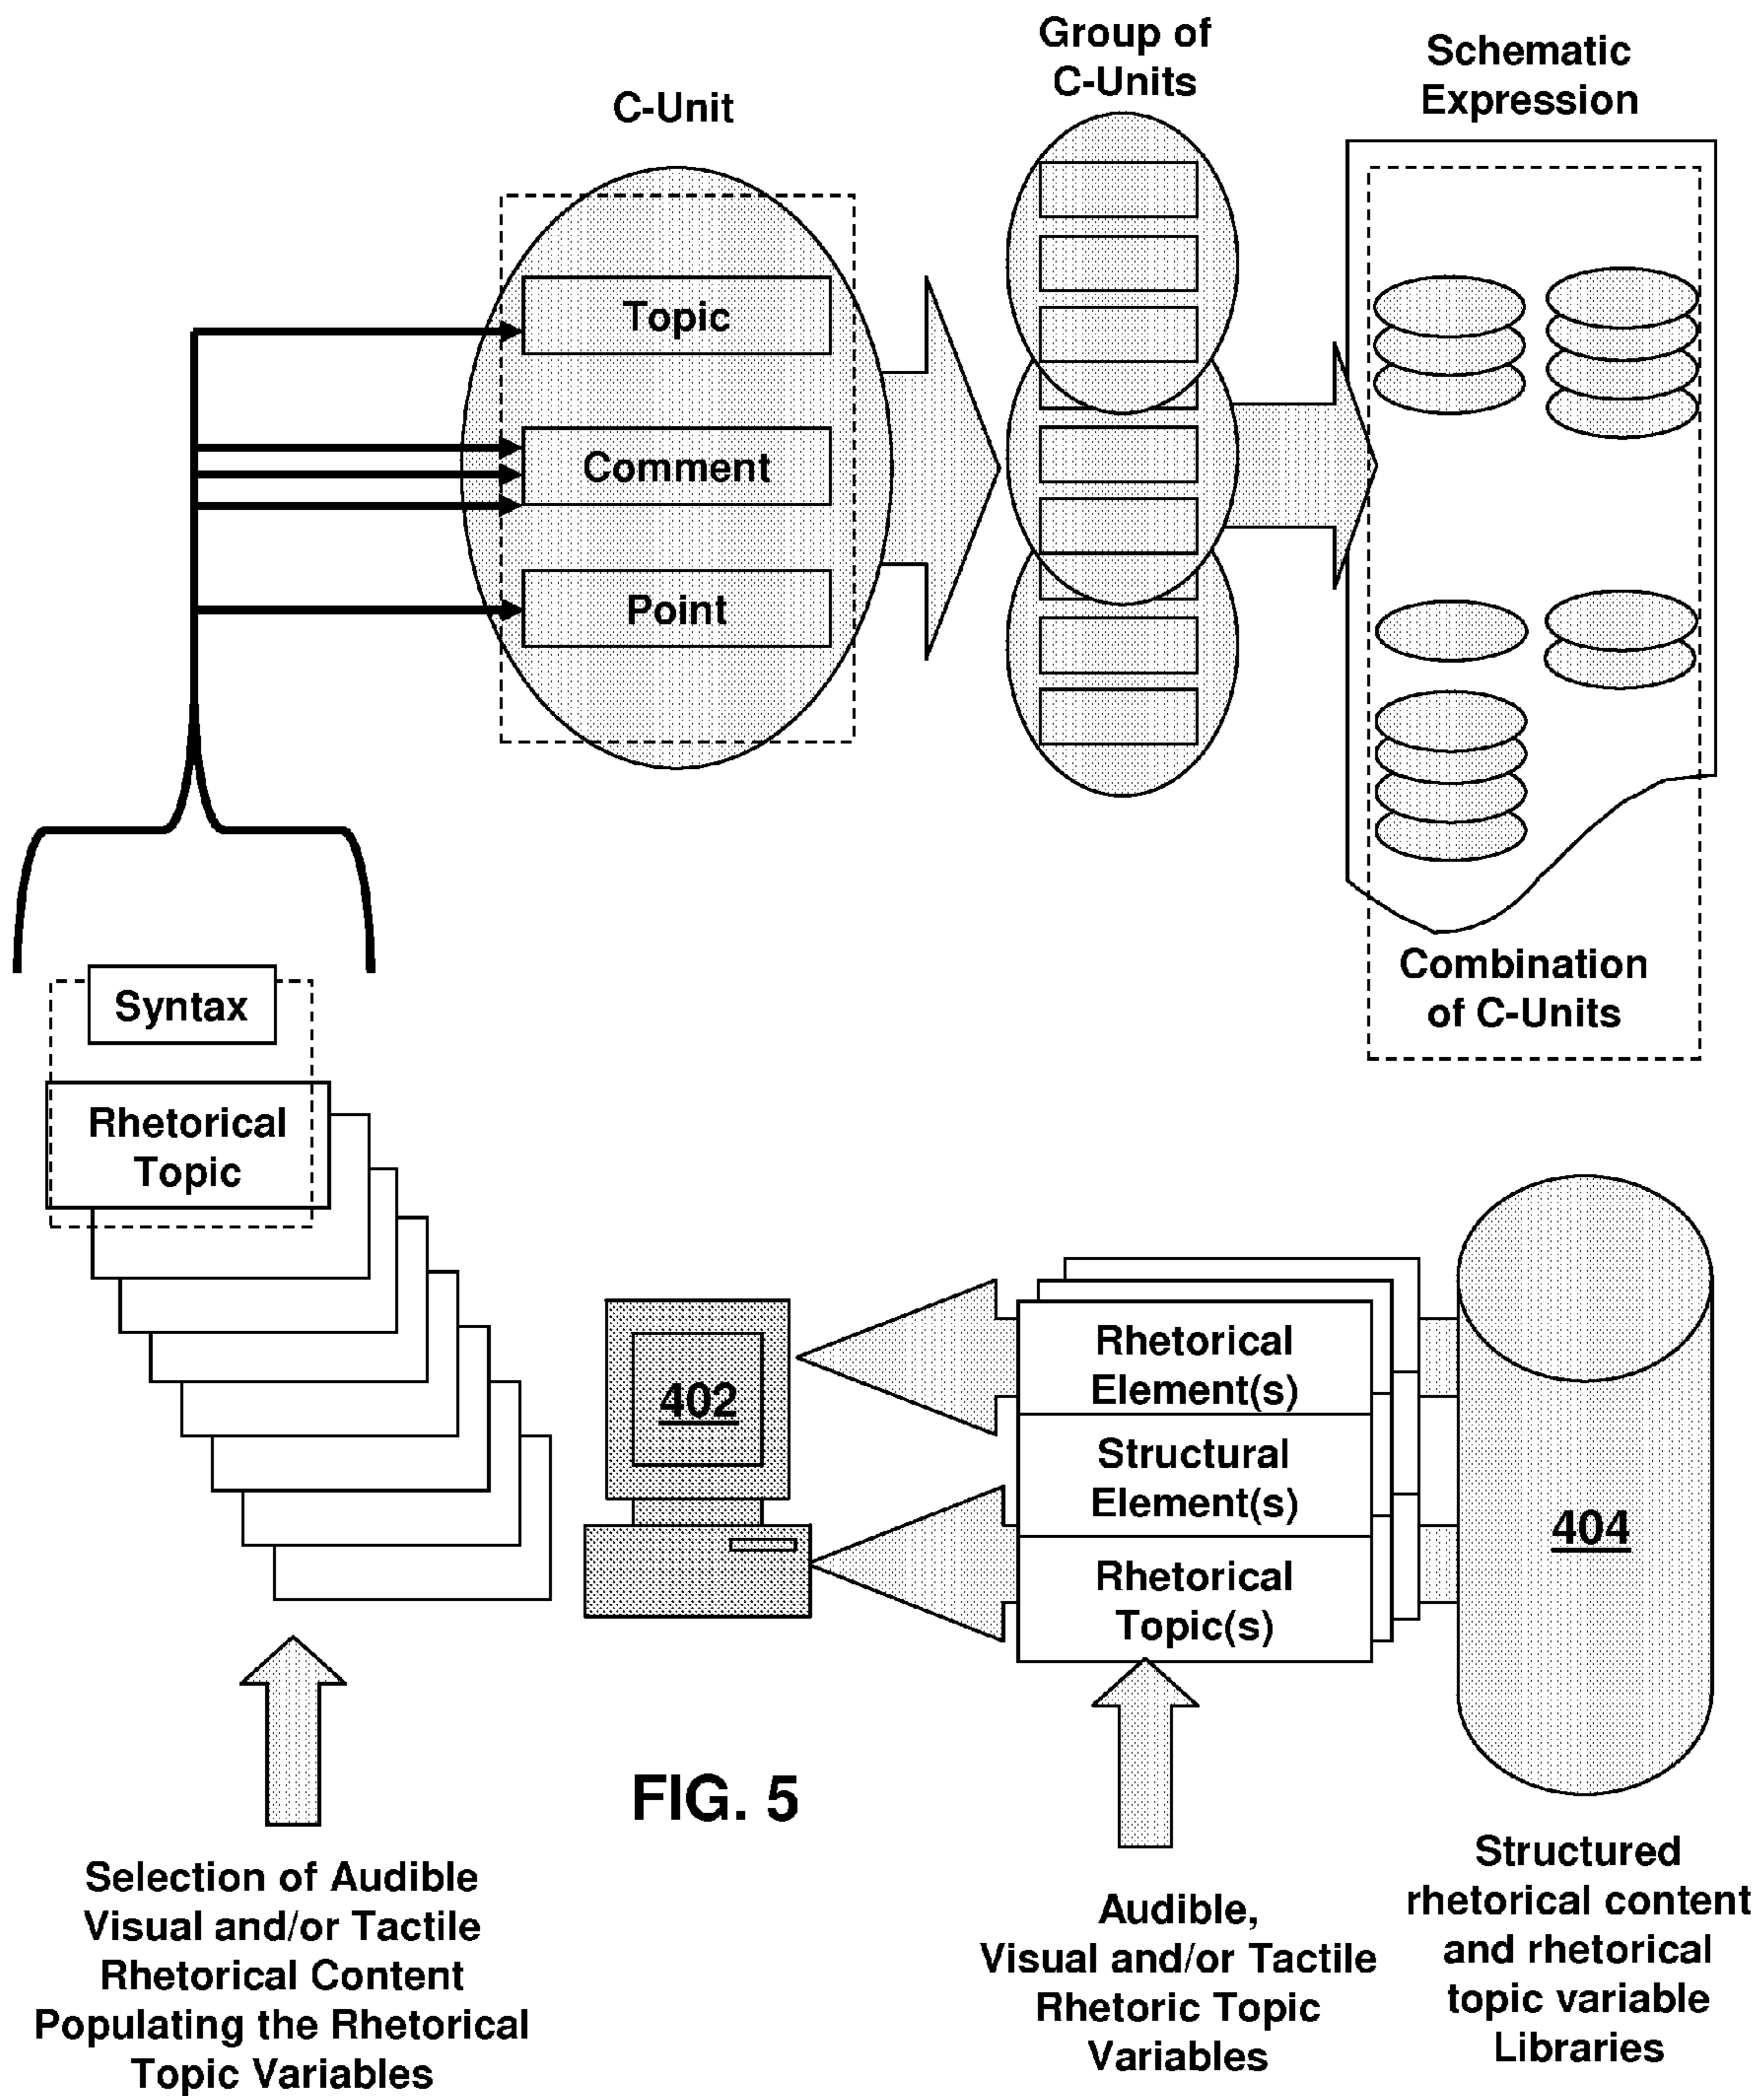 Group of
C-Units
Schematic
Expression
C-Unit
Topic
Comment
Point
Combination
of C-Units
Syntax
Rhetorical
Topic
402
Rhetorical
Element(s)
Structural
Element(s)
Rhetorical
Topic(s)
404
FIG. 5
Selection of Audible
Visual and/or Tactile
Rhetorical Content
Populating the Rhetorical
Topic Variables
Audible,
Visual and/or Tactile
Rhetoric Topic
Variables
Structured
rhetorical content
and rhetorical
topic variable
Libraries